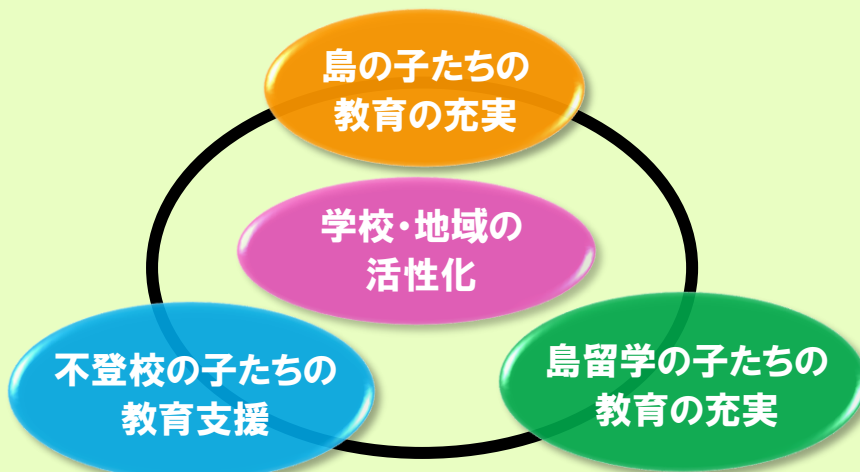 島の子たちの
教育の充実
学校・地域の
活性化
不登校の子たちの
教育支援
島留学の子たちの
教育の充実